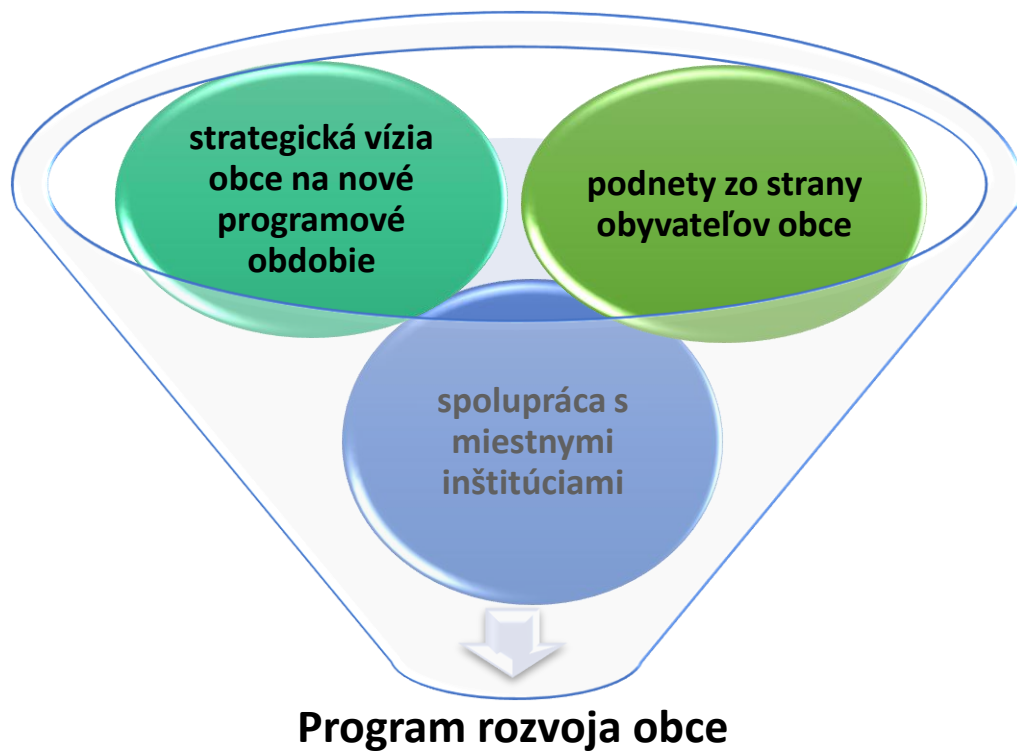 strategická vízia
obce na nové
programové
obdobie
podnety zo strany
obyvateľov obce
spolupráca s
miestnymi
inštitúciami
Program rozvoja obce